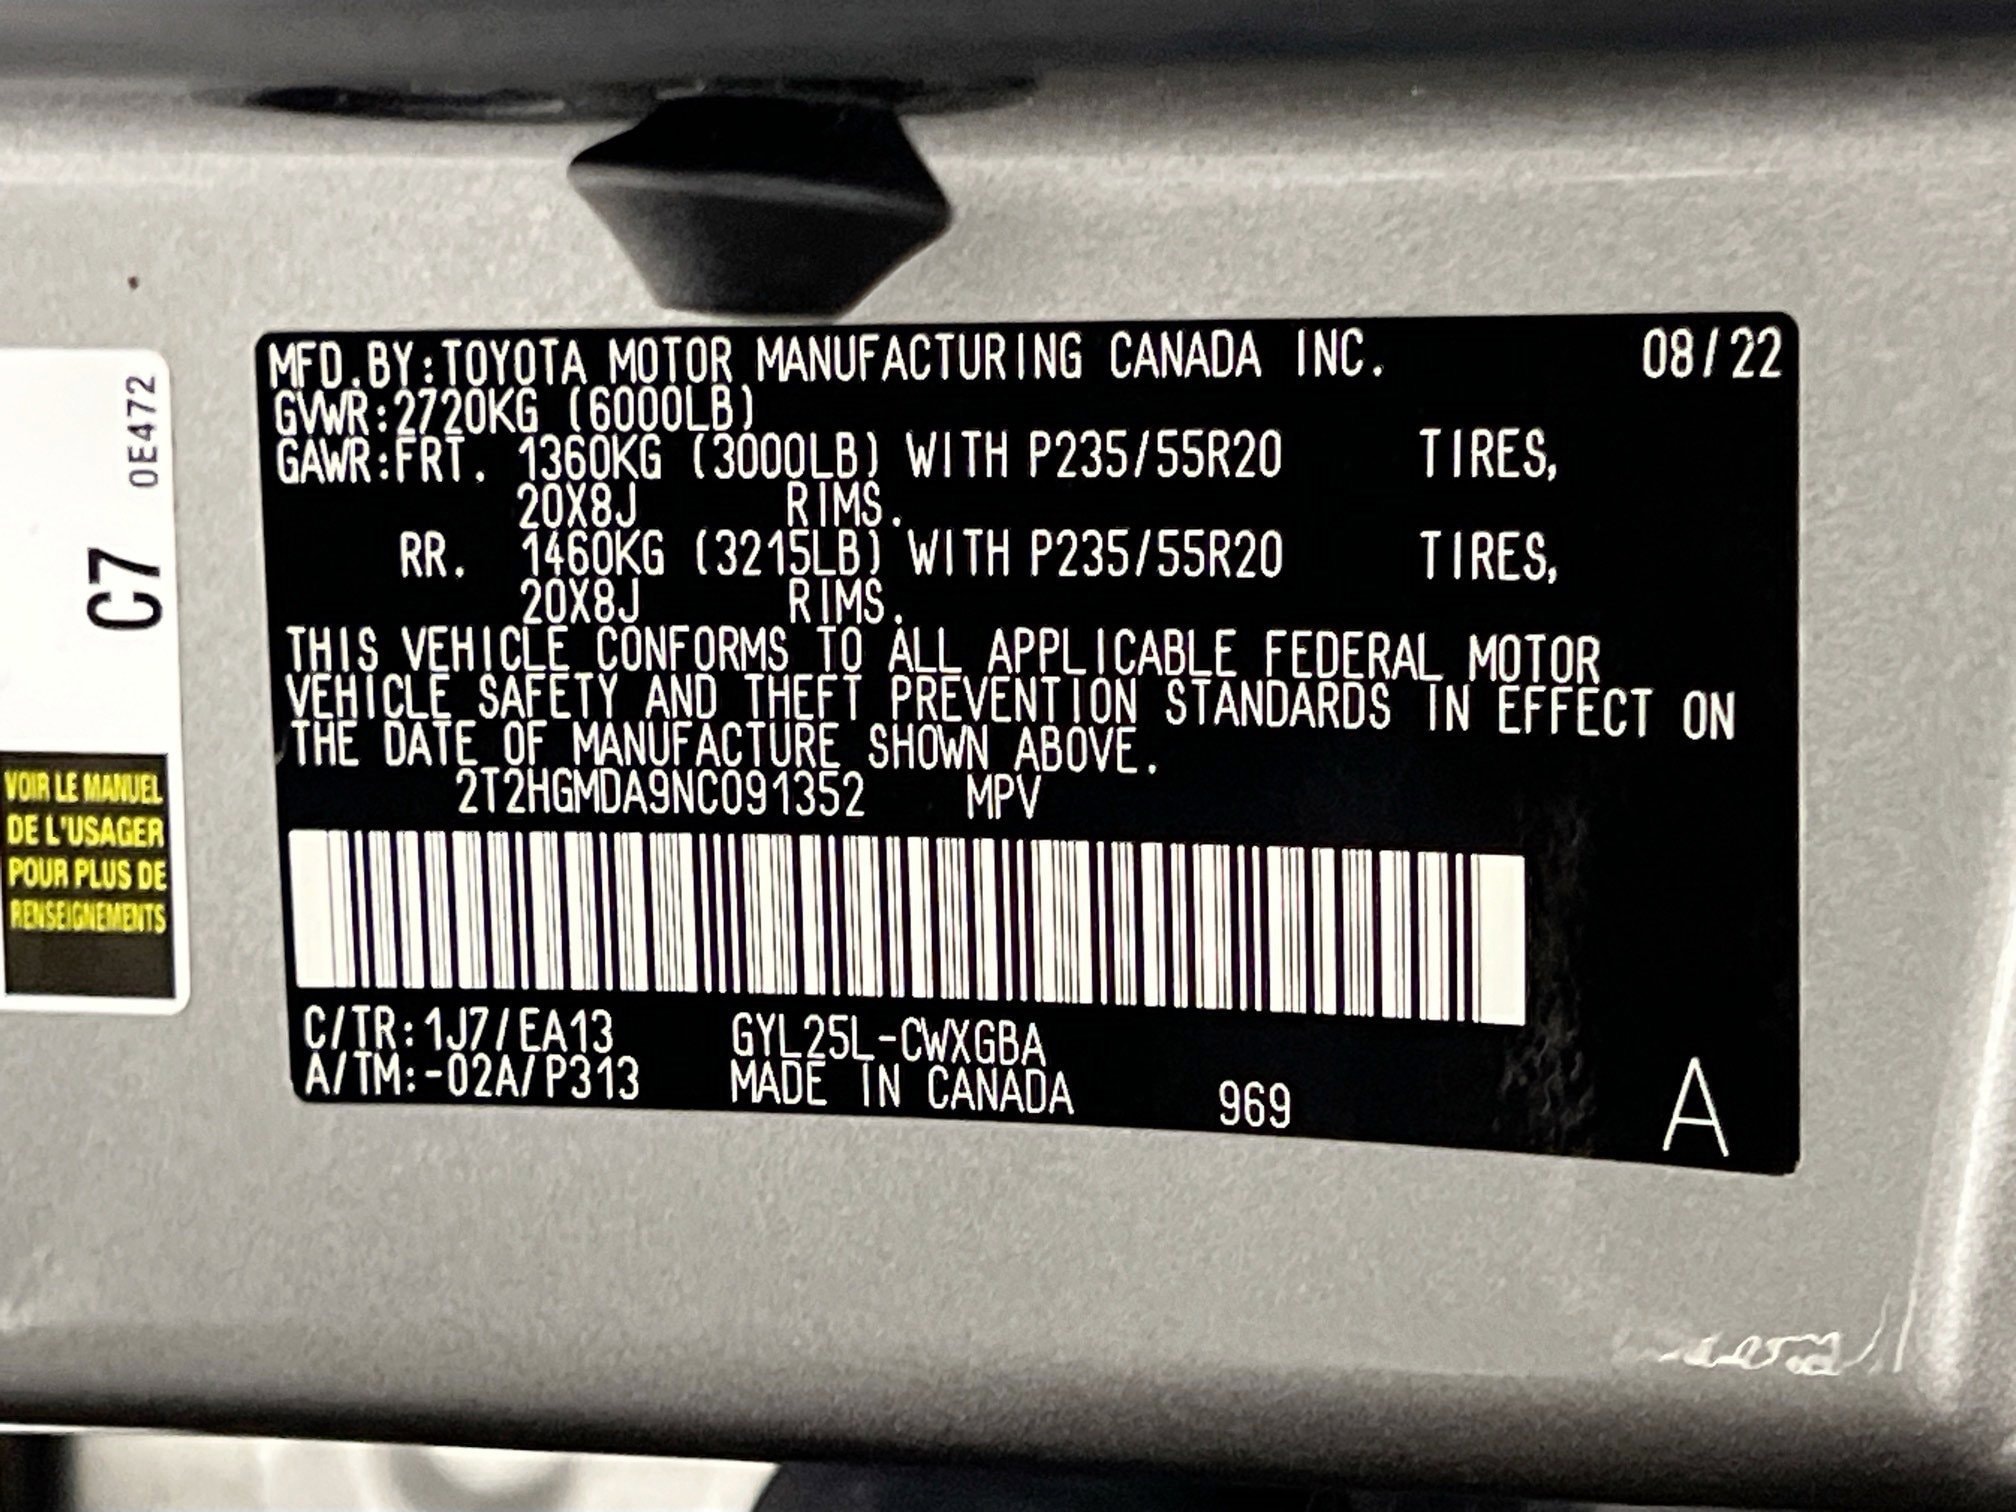 MFD.BY:TOYOTA MOTOR MANUFACTURING CANADA INC. 08/22
GVWR:2720KG (6000LB)
GAWR:FRT. 1360KG (3000LB) WITH P235/55R20 TIRES,
20X8J RIMS.
RR. 1460KG (3215LB) WITH P235/55R20 TIRES,
20X8J RIMS.
THIS VEHICLE CONFORMS TO ALL APPLICABLE FEDERAL MOTOR
VEHICLE SAFETY AND THEFT PREVENTION STANDARDS IN EFFECT ON
THE DATE OF MANUFACTURE SHOWN ABOVE.
2T2HGMDA9NC091352 MPV
C/TR:1J7/EA13 GYL25L-CWXGBA
A/TM:-02A/P313 MADE IN CANADA 969 A
C7 0E472
VOIR LE MANUEL
DE L'USAGER
POUR PLUS DE
RENSEIGNEMENTS